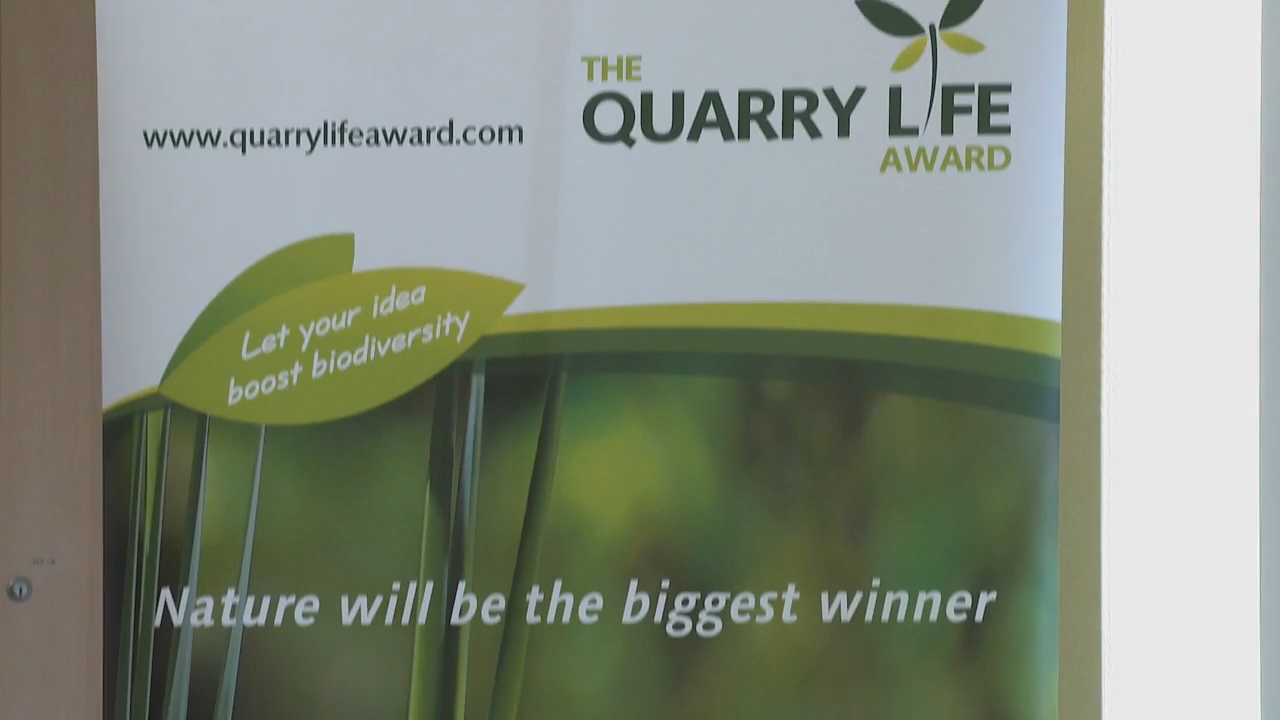 THE
QUARRY LIFE
AWARD
www.quarrylifeaward.com
Let your idea
boost biodiversity
Nature will be the biggest winner